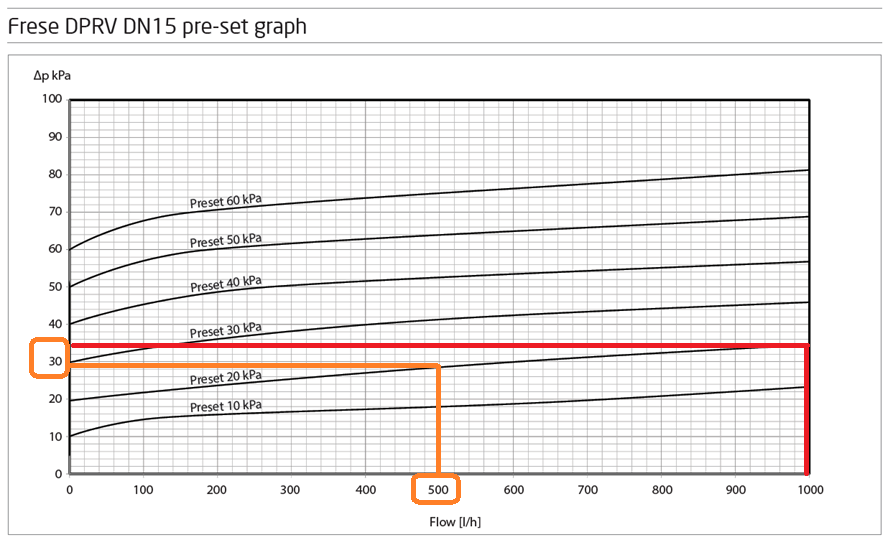 Frese DPRV DN15 pre-set graph
Δp kPa
100
90
80
70
60
50
40
30
20
10
0
Preset 60 kPa
Preset 50 kPa
Preset 40 kPa
Preset 30 kPa
Preset 20 kPa
Preset 10 kPa
0 100 200 300 400 500 600 700 800 900 1000
Flow [l/h]